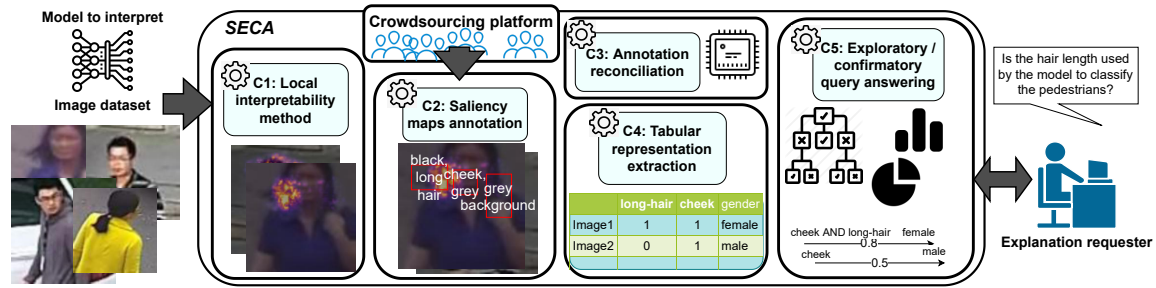 Model to interpret
Image dataset
SECA
C1: Local
interpretability
method
Crowdsourcing platform
C2: Saliency
maps annotation
black,
long
hair
cheek,
grey
grey
background
C3: Annotation
reconciliation
C4: Tabular
representation
extraction
long-hair cheek gender
Image1 1 1 female
Image2 0 1 male
C5: Exploratory /
confirmatory
query answering
cheek AND long-hair female
0.8
cheek male
0.5
Is the hair length used
by the model to classify
the pedestrians?
Explanation requester